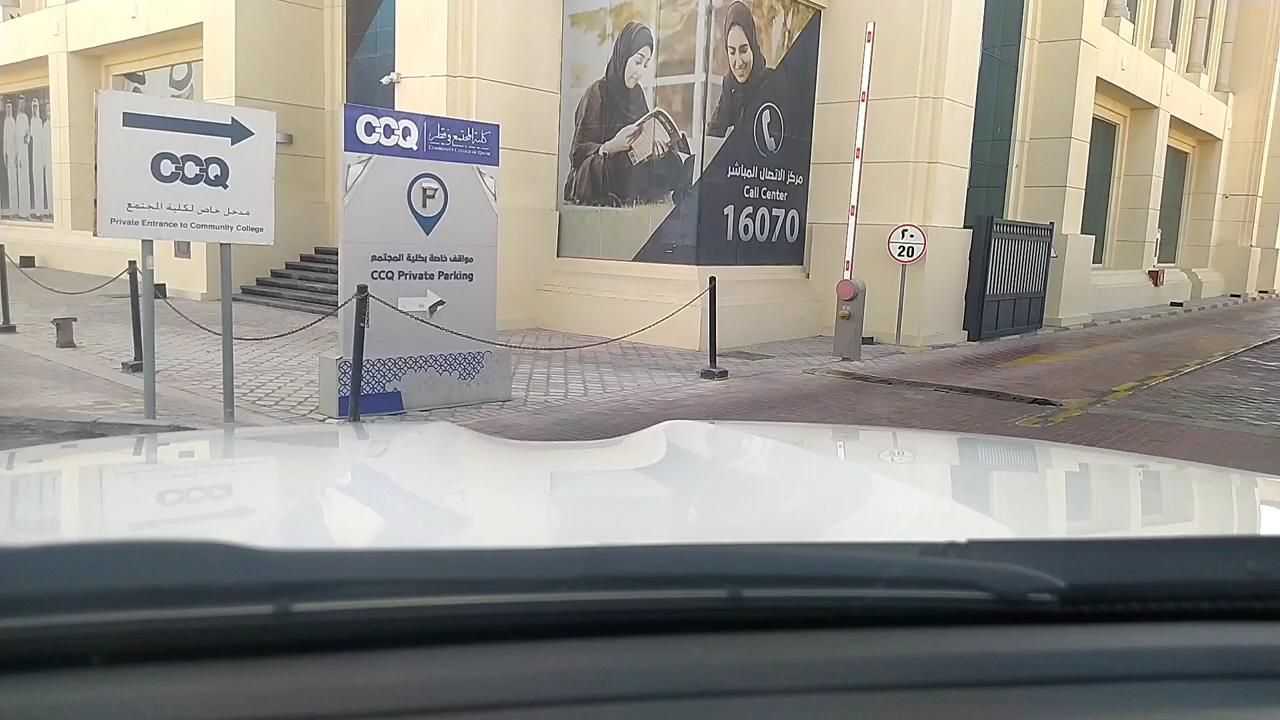 CCQ
مدخل خاص لكلية المجتمع
Private Entrance to Community College
CCQ كلية المجتمع في قطر
COMMUNITY COLLEGE OF QATAR
P
مواقف خاصة بكلية المجتمع
CCQ Private Parking
مركز الاتصال المباشر
Call Center
16070
٢٠
20